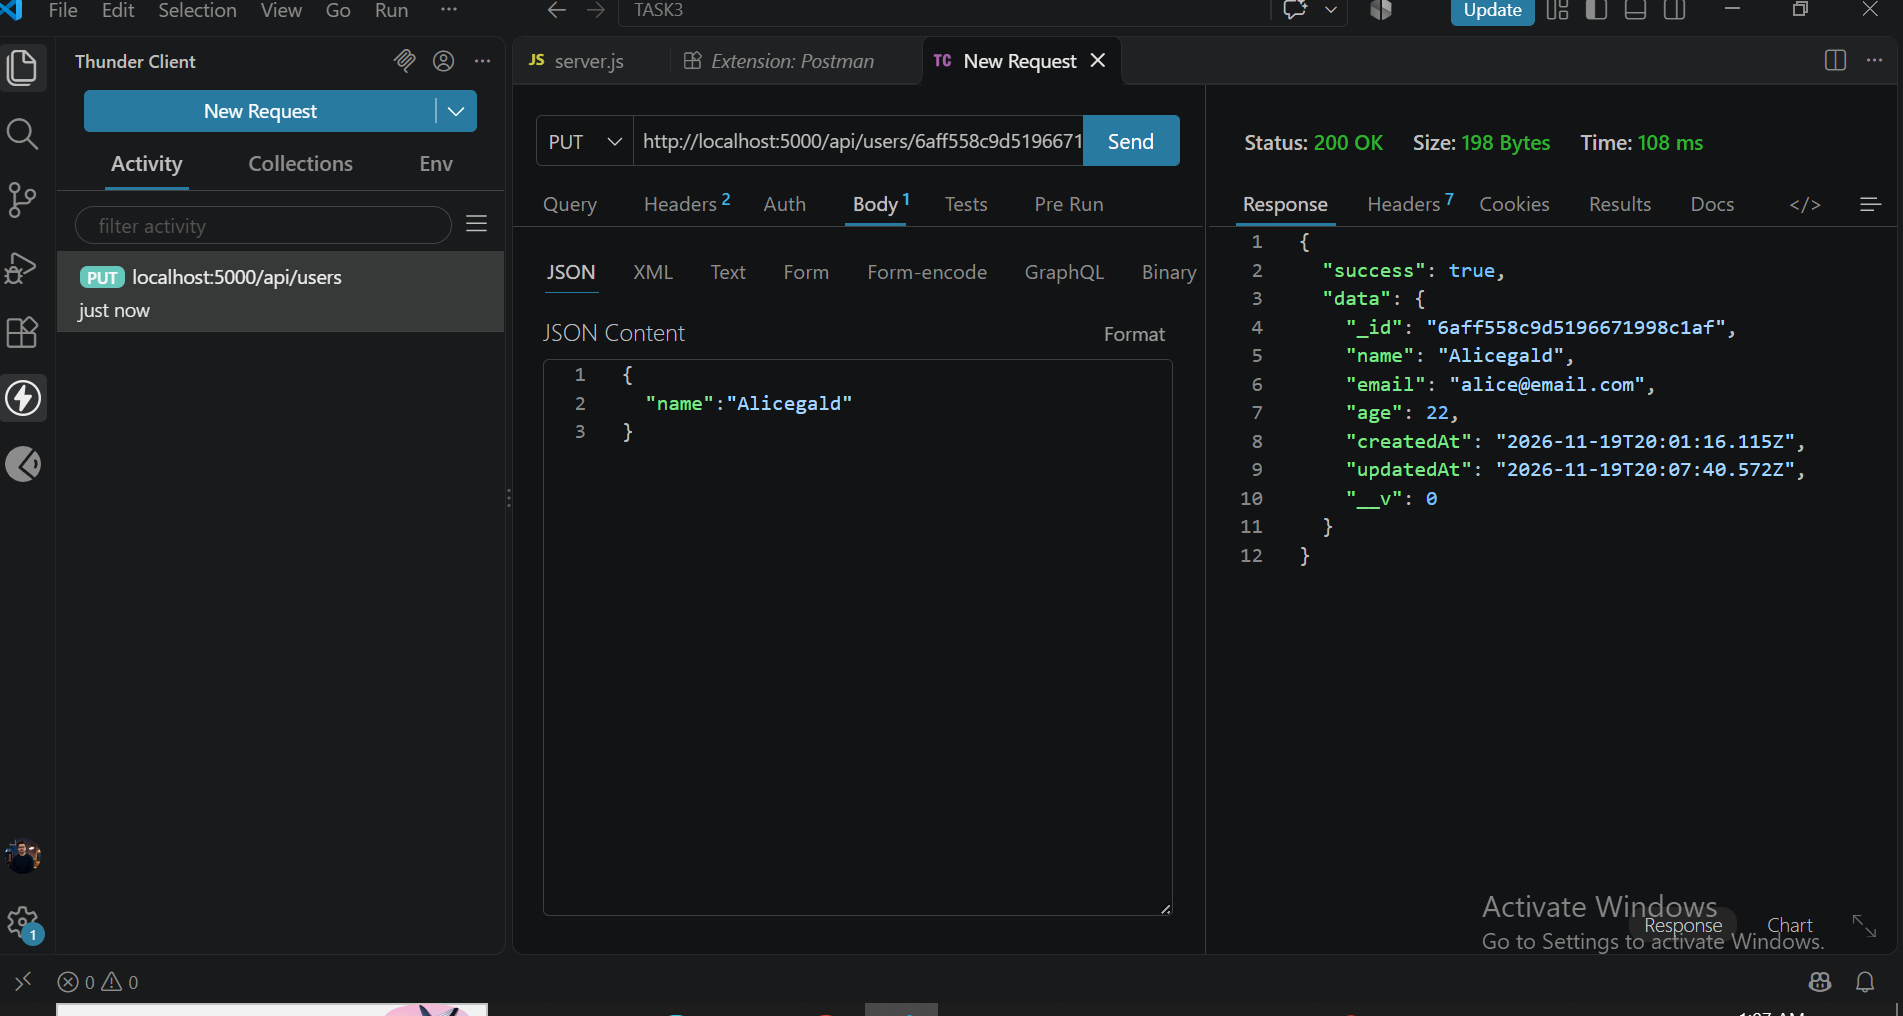 File Edit Selection View Go Run ···
TASK3
Update
Thunder Client
New Request
Activity Collections Env
filter activity
PUT localhost:5000/api/users
just now
JS server.js
Extension: Postman
TC New Request
PUT http://localhost:5000/api/users/6aff558c9d5196671 Send
Query Headers 2 Auth Body 1 Tests Pre Run
JSON XML Text Form Form-encode GraphQL Binary
JSON Content Format
1 {
2 "name":"Alicegald"
3 }
Status: 200 OK Size: 198 Bytes Time: 108 ms
Response Headers 7 Cookies Results Docs </>
1 {
2 "success": true,
3 "data": {
4 "_id": "6aff558c9d5196671998c1af",
5 "name": "Alicegald",
6 "email": "alice@email.com",
7 "age": 22,
8 "createdAt": "2026-11-19T20:01:16.115Z",
9 "updatedAt": "2026-11-19T20:07:40.572Z",
10 "__v": 0
11 }
12 }
Activate Windows
Response Chart
Go to Settings to activate Windows.
1
0 0